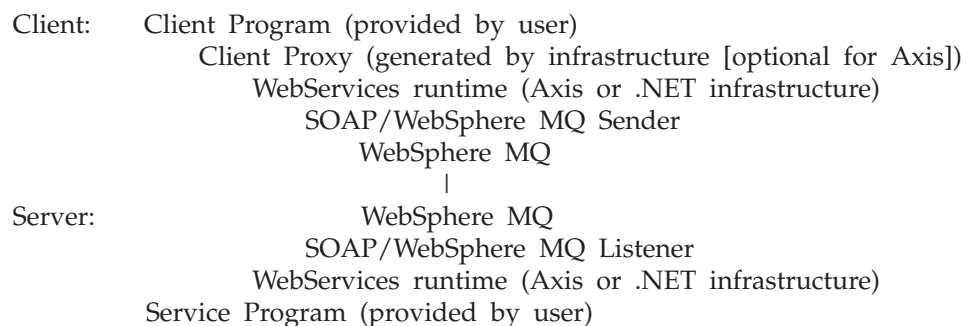 Client: Client Program (provided by user)
Client Proxy (generated by infrastructure [optional for Axis])
WebServices runtime (Axis or .NET infrastructure)
SOAP/WebSphere MQ Sender
WebSphere MQ
|
Server: WebSphere MQ
SOAP/WebSphere MQ Listener
WebServices runtime (Axis or .NET infrastructure)
Service Program (provided by user)